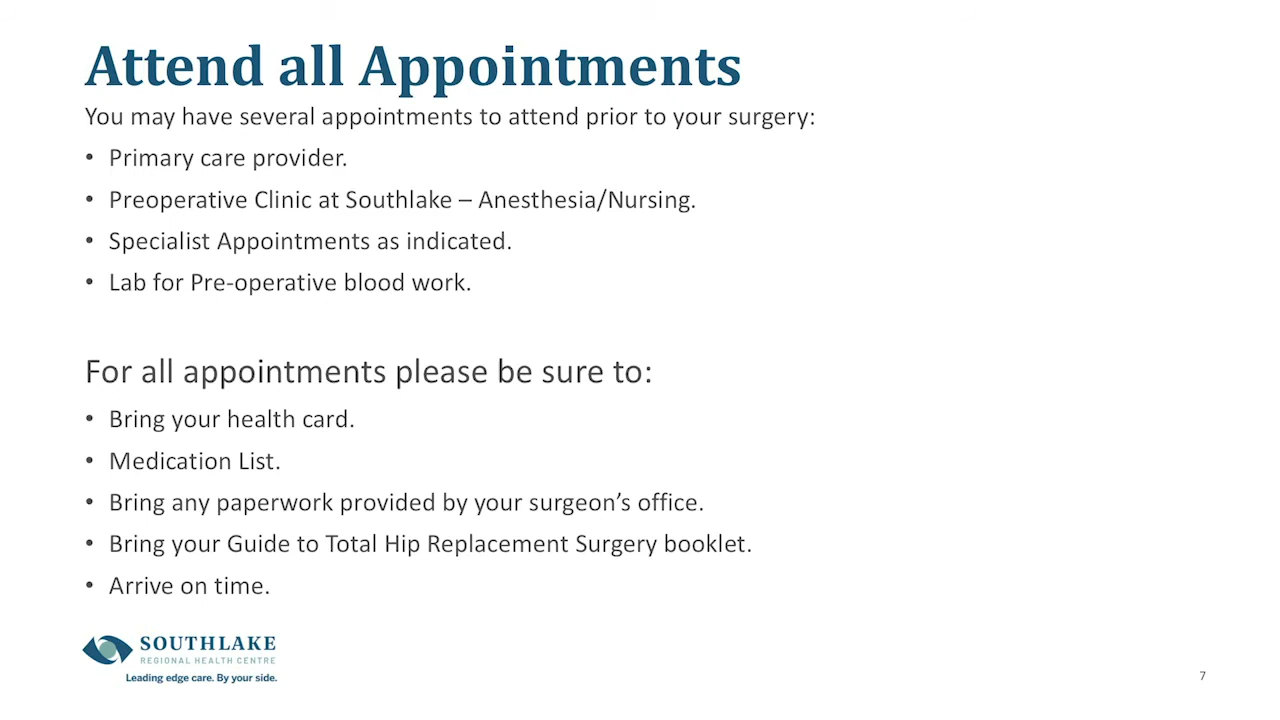 Attend all Appointments
You may have several appointments to attend prior to your surgery:
• Primary care provider.
• Preoperative Clinic at Southlake – Anesthesia/Nursing.
• Specialist Appointments as indicated.
• Lab for Pre-operative blood work.
For all appointments please be sure to:
• Bring your health card.
• Medication List.
• Bring any paperwork provided by your surgeon’s office.
• Bring your Guide to Total Hip Replacement Surgery booklet.
• Arrive on time.
SOUTHLAKE
REGIONAL HEALTH CENTRE
Leading edge care. By your side.
7